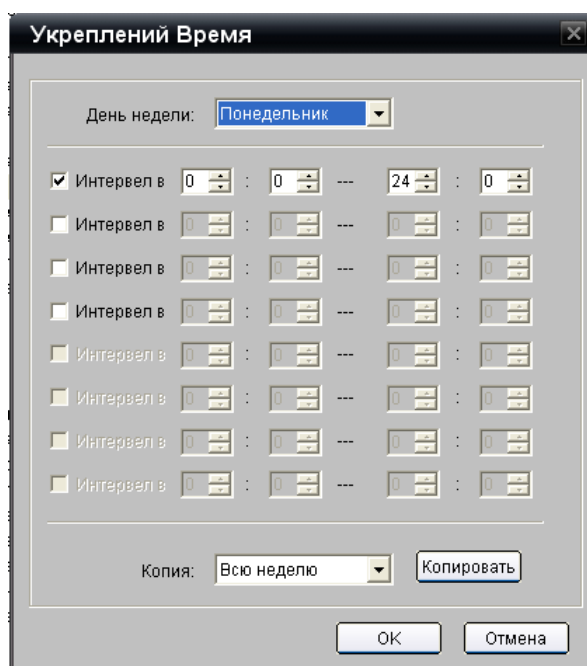 Укреплений Время
День недели: Понедельник
Интервел в 0 : 0 --- 24 : 0
Интервел в 0 : 0 --- 0 : 0
Интервел в 0 : 0 --- 0 : 0
Интервел в 0 : 0 --- 0 : 0
Интервел в 0 : 0 --- 0 : 0
Интервел в 0 : 0 --- 0 : 0
Интервел в 0 : 0 --- 0 : 0
Интервел в 0 : 0 --- 0 : 0
Копия: Всю неделю Копировать
OK Отмена